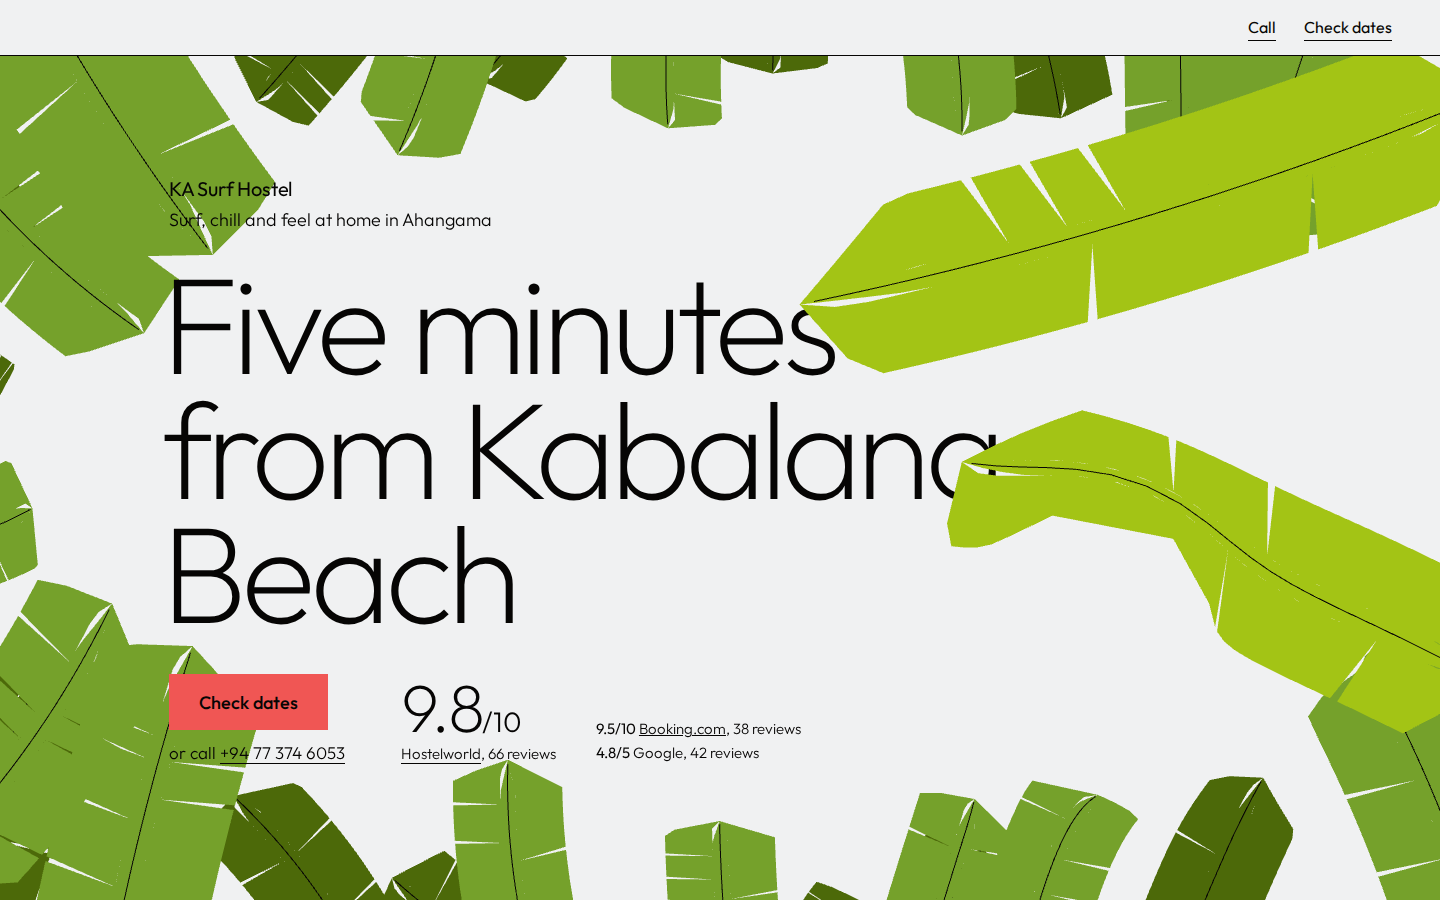 Call Check dates
KA Surf Hostel
Surf, chill and feel at home in Ahangama
Five minutes
from Kabalana
Beach
Check dates
9.8/10
9.5/10 Booking.com, 38 reviews
or call +94 77 374 6053
Hostelworld, 66 reviews
4.8/5 Google, 42 reviews